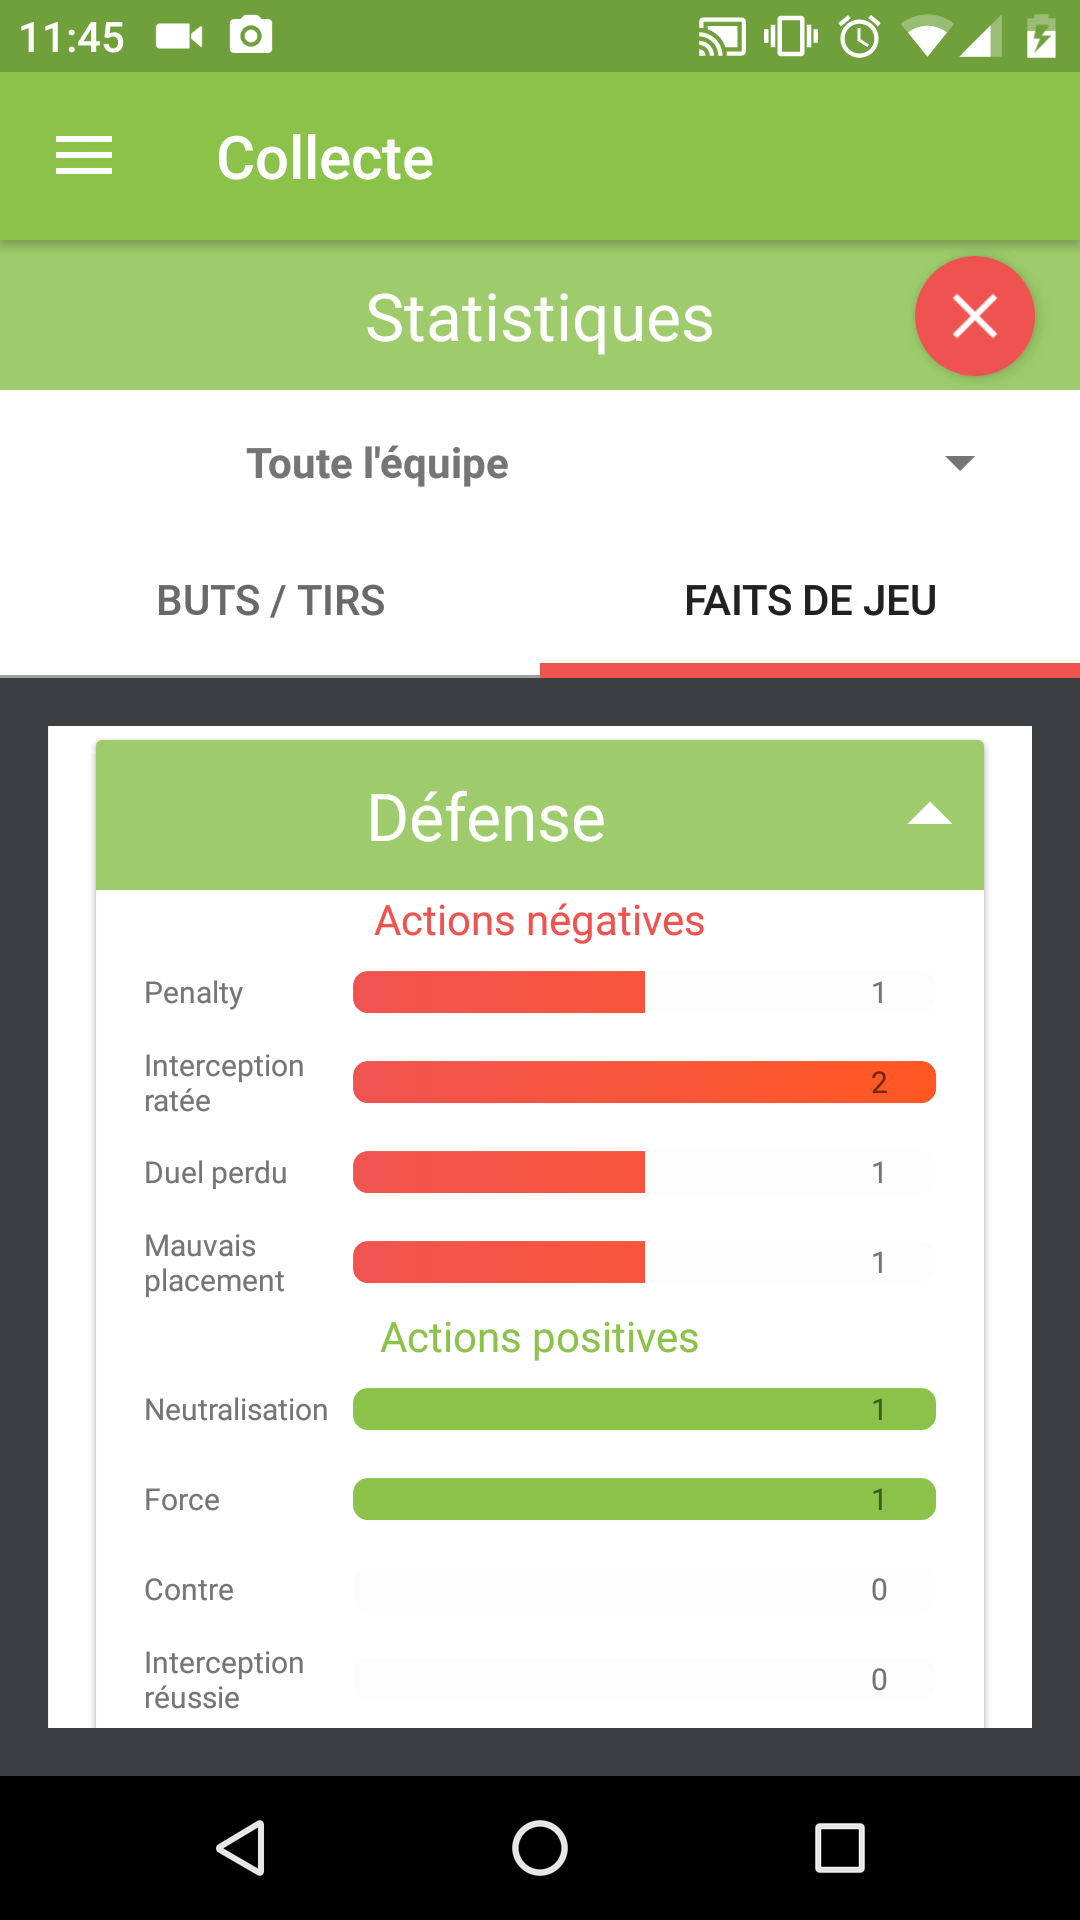 11:45
Collecte
Statistiques
Toute l'équipe
BUTS / TIRS
FAITS DE JEU
Défense
Actions négatives
Penalty 1
Interception
ratée 2
Duel perdu 1
Mauvais
placement 1
Actions positives
Neutralisation 1
Force 1
Contre 0
Interception
réussie 0